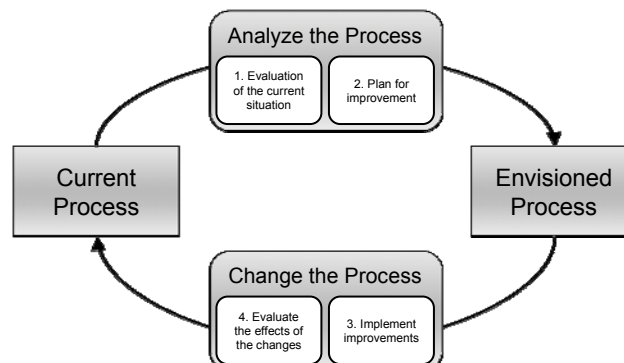 Analyze the Process
1. Evaluation
of the current
situation
2. Plan for
improvement
Current
Process
Envisioned
Process
Change the Process
4. Evaluate
the effects of
the changes
3. Implement
improvements